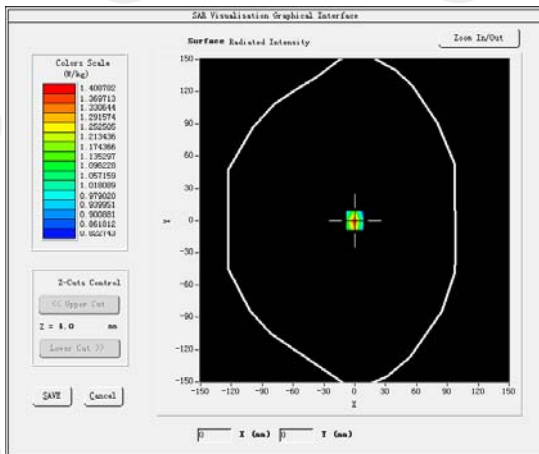 SAR Visualisation Graphical Interface
Surface Radiated Intensity
Zoom In/Out
Colors Scale
(W/kg)
1.408782
1.369713
1.330644
1.291574
1.252505
1.213436
1.174366
1.135297
1.096228
1.057159
1.018089
0.979020
0.939951
0.900881
0.861812
0.822743
150
120
90
60
30
0
-30
-60
-90
-120
-150
Y
-150 -120 -90 -60 -30 0 30 60 90 120 150
X
Z-Cuts Control
<< Upper Cut
Z = 4.0 mm
Lower Cut >>
SAVE Cancel
0 X (mm) 0 Y (mm)